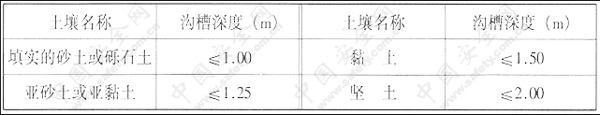 土壤名称 沟槽深度（m） 土壤名称 沟槽深度（m）
填实的砂土或砾石土 ≤1.00 黏 土 ≤1.50
亚砂土或亚黏土 ≤1.25 坚 土 ≤2.00